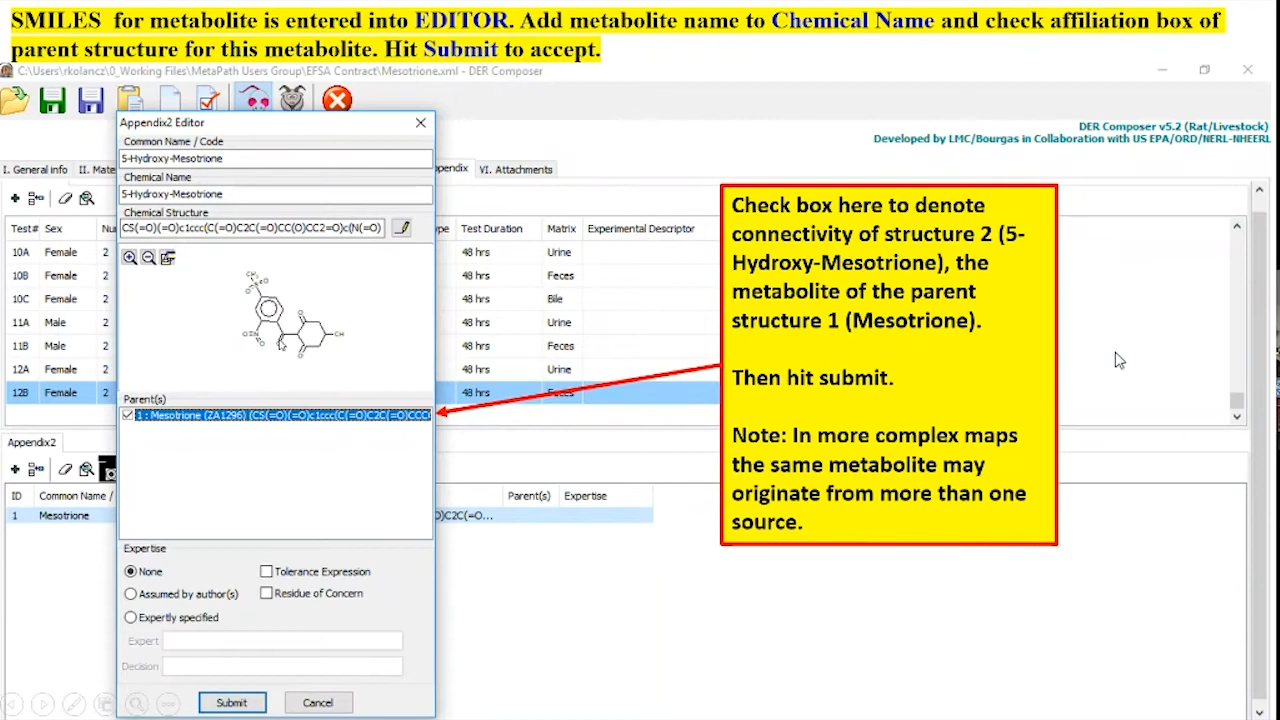 SMILES for metabolite is entered into EDITOR. Add metabolite name to Chemical Name and check affiliation box of
parent structure for this metabolite. Hit Submit to accept.
C:\Users\rkolancz\0_Working Files\MetaPath Users Group\EFSA Contract\Mesotrione.xml - DER Composer
DER Composer v5.2 (Rat/Livestock)
Developed by LMC/Bourgas in Collaboration with US EPA/ORD/NERL-NHEERL
I. General info II. Mate
pendix VI. Attachments
Test# Sex Nu
ype Test Duration Matrix Experimental Descriptor
10A Female 2 48 hrs Urine
10B Female 2 48 hrs Feces
10C Female 2 48 hrs Bile
11A Male 2 48 hrs Urine
11B Male 2 48 hrs Feces
12A Female 2 48 hrs Urine
12B Female 2 48 hrs Feces
Appendix2
ID Common Name / Parent(s) Expertise
1 Mesotrione )C2C(=O...
Appendix2 Editor
Common Name / Code
5-Hydroxy-Mesotrione
Chemical Name
5-Hydroxy-Mesotrione
Chemical Structure
CS(=O)(=O)c1ccc(C(=O)C2C(=O)CC(O)CC2=O)c(N(=O)
Parent(s)
1 : Mesotrione (ZA1296) (CS(=O)(=O)c1ccc(C(=O)C2C(=O)CCC
Expertise
None
Tolerance Expression
Assumed by author(s)
Residue of Concern
Expertly specified
Expert
Decision
Submit Cancel
Check box here to denote
connectivity of structure 2 (5-
Hydroxy-Mesotrione), the
metabolite of the parent
structure 1 (Mesotrione).
Then hit submit.
Note: In more complex maps
the same metabolite may
originate from more than one
source.